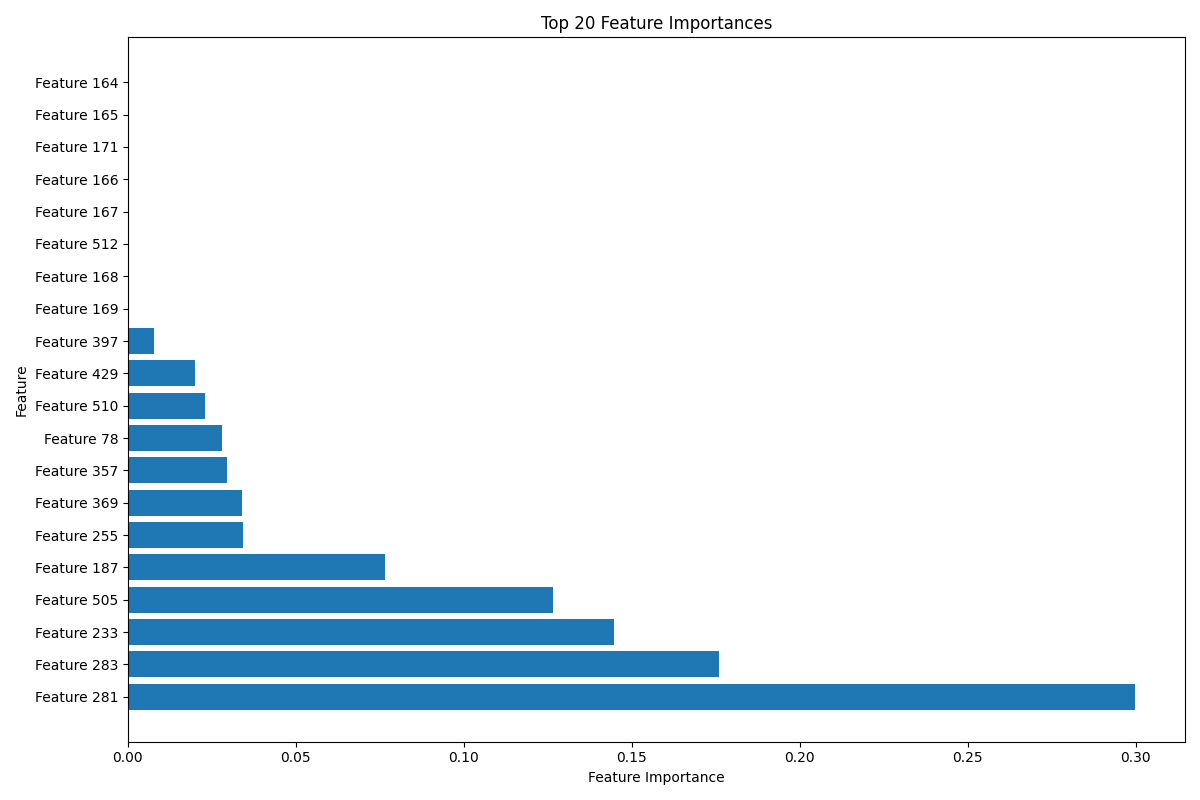 Top 20 Feature Importances
Feature 164
Feature 165
Feature 171
Feature 166
Feature 167
Feature 512
Feature 168
Feature 169
Feature 397
Feature 429
Feature 510
Feature 78
Feature 357
Feature 369
Feature 255
Feature 187
Feature 505
Feature 233
Feature 283
Feature 281
Feature
0.00 0.05 0.10 0.15 0.20 0.25 0.30
Feature Importance